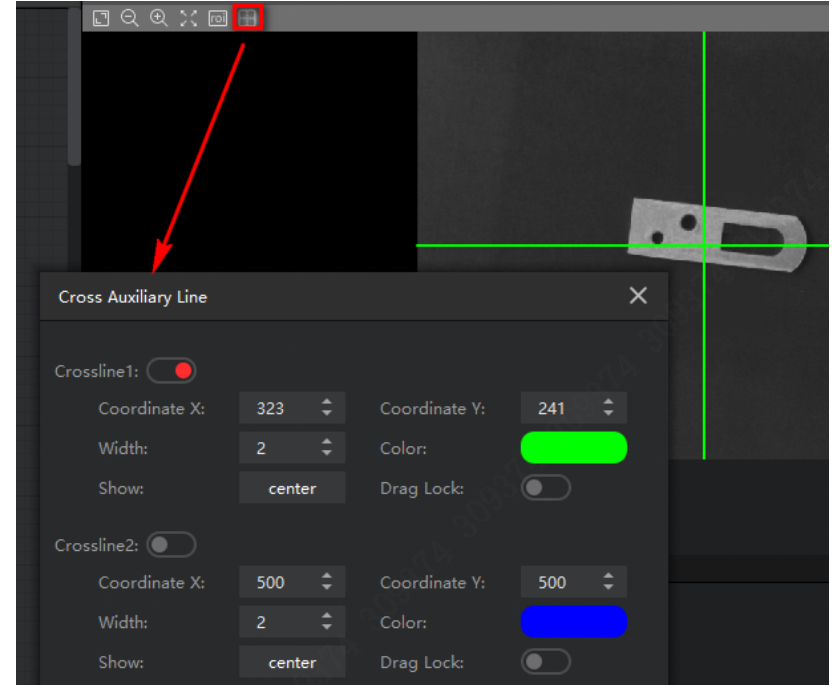 roi
Cross Auxiliary Line
Crossline1:
Coordinate X: 323 Coordinate Y: 241
Width: 2 Color:
Show: center Drag Lock:
Crossline2:
Coordinate X: 500 Coordinate Y: 500
Width: 2 Color:
Show: center Drag Lock: